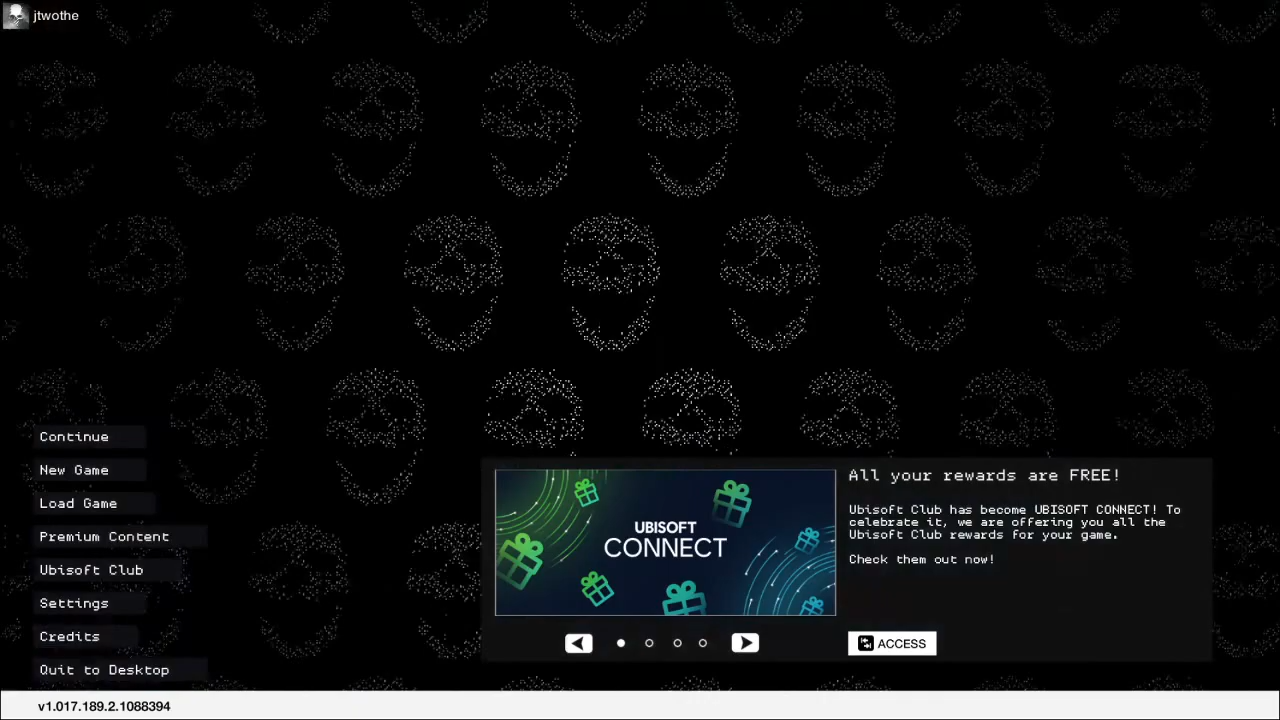 jtwothe
Continue
New Game
Load Game
Premium Content
Ubisoft Club
Settings
Credits
Quit to Desktop
UBISOFT
CONNECT
All your rewards are FREE!
Ubisoft Club has become UBISOFT CONNECT! To
celebrate it, we are offering you all the
Ubisoft Club rewards for your game.
Check them out now!
ACCESS
v1.017.189.2.1088394